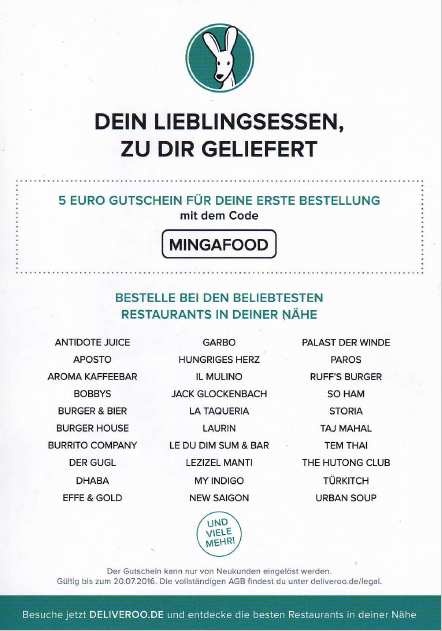 DEIN LIEBLINGSESSEN,
ZU DIR GELIEFERT
5 EURO GUTSCHEIN FÜR DEINE ERSTE BESTELLUNG
mit dem Code
MINGAFOOD
BESTELLE BEI DEN BELIEBTESTEN
RESTAURANTS IN DEINER NÄHE
ANTIDOTE JUICE
APOSTO
AROMA KAFFEEBAR
BOBBYS
BURGER & BIER
BURGER HOUSE
BURRITO COMPANY
DER GUGL
DHABA
EFFE & GOLD
GARBO
HUNGRIGES HERZ
IL MULINO
JACK GLOCKENBACH
LA TAQUERIA
LAURIN
LE DU DIM SUM & BAR
LEZIZEL MANTI
MY INDIGO
NEW SAIGON
PALAST DER WINDE
PAROS
RUFF'S BURGER
SO HAM
STORIA
TAJ MAHAL
TEM THAI
THE HUTONG CLUB
TÜRKITCH
URBAN SOUP
UND
VIELE
MEHR!
Der Gutschein kann nur von Neukunden eingelöst werden.
Gültig bis zum 20.07.2016. Die vollständigen AGB findest du unter deliveroo.de/legal.
Besuche jetzt DELIVEROO.DE und entdecke die besten Restaurants in deiner Nähe